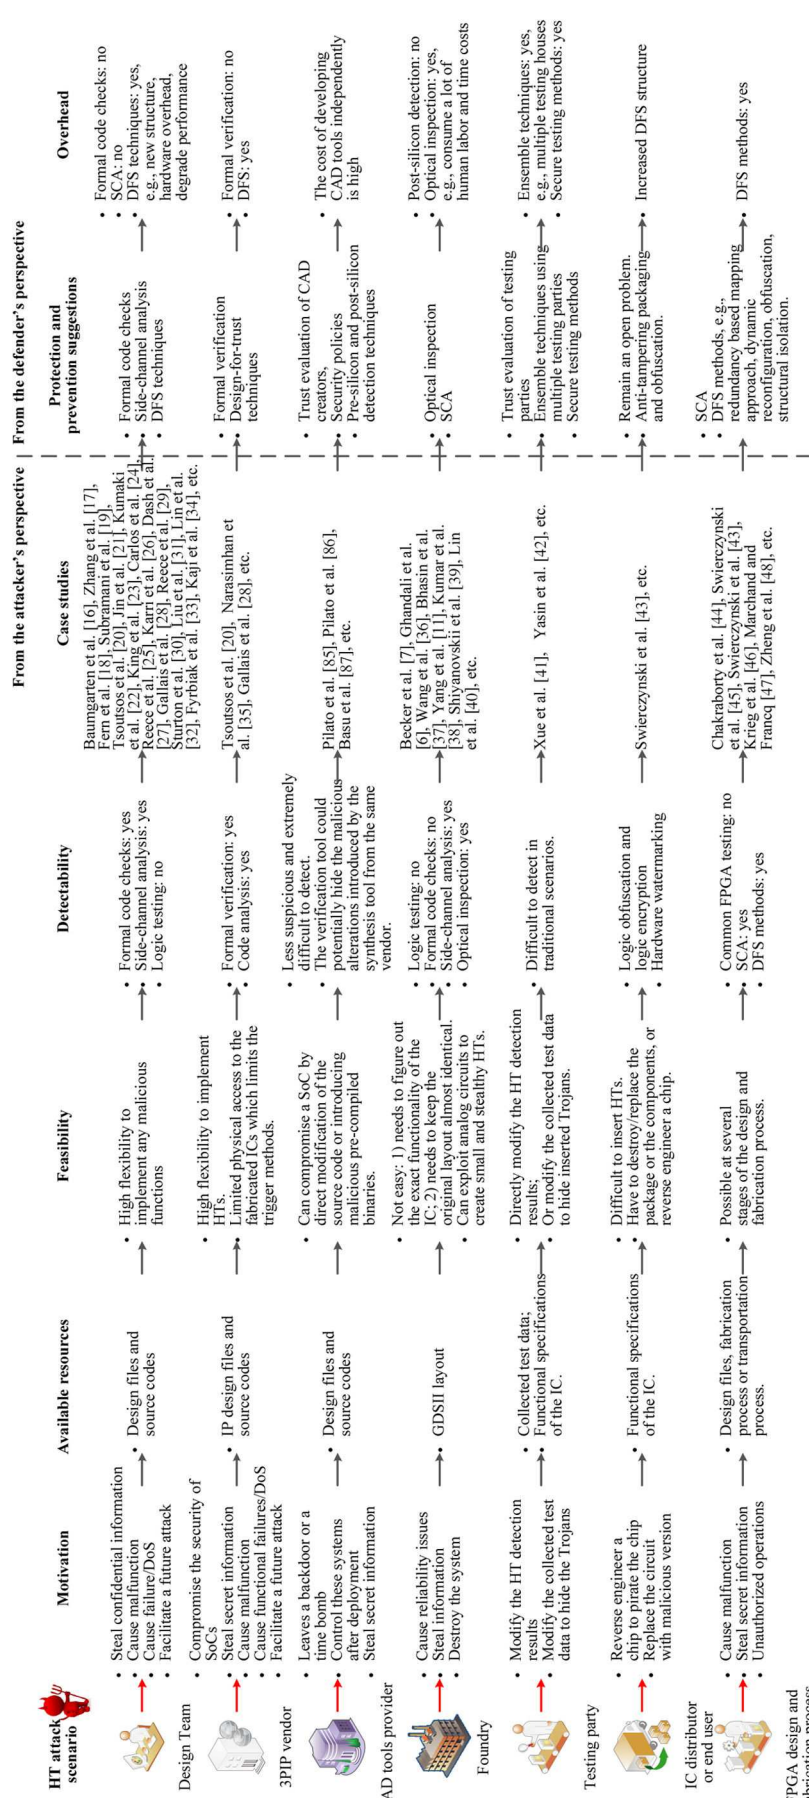 From the attacker's perspective
From the defender's perspective
HT attack
scenario
Motivation
Available resources
Feasibility
Detectability
Case studies
Protection and
prevention suggestions
Overhead
Design Team
• Steal confidential information
• Cause malfunction
• Cause failure/DoS
• Facilitate a future attack
• Design files and
source codes
• High flexibility to
implement any malicious
functions
• Formal code checks: yes
• Side-channel analysis: yes
• Logic testing: no
Baumgarten et al. [16], Zhang et al. [17],
Fern et al. [18], Subramani et al. [19],
Tsoutsos et al. [20], Jin et al. [21], Kumaki
et al. [22], King et al. [23], Carlos et al. [24],
Reece et al. [25], Karri et al. [26], Dash et al.
[27], Gallais et al. [28], Reece et al. [29],
Sturton et al. [30], Liu et al. [31], Lin et al.
[32], Fyrbiak et al. [33], Kaji et al. [34], etc.
• Formal code checks
• Side-channel analysis
• DFS techniques
• Formal code checks: no
• SCA: no
• DFS techniques: yes,
e.g., new structure,
hardware overhead,
degrade performance
3PIP vendor
• Compromise the security of
SoCs
• Steal secret information
• Cause malfunction
• Cause functional failures/DoS
• Facilitate a future attack
• IP design files and
source codes
• High flexibility to implement
HTs.
• Limited physical access to the
fabricated ICs which limits the
trigger methods.
• Formal verification: yes
• Code analysis: yes
Tsoutsos et al. [20], Narasimhan et
al. [35], Gallais et al. [28], etc.
• Formal verification
• Design-for-trust
techniques
• Formal verification: no
• DFS: yes
AD tools provider
• Leaves a backdoor or a
time bomb
• Control these systems
after deployment
• Steal secret information
• Design files and
source codes
• Can compromise a SoC by
direct modification of the
source code or introducing
malicious pre-compiled
binaries.
• Less suspicious and extremely
difficult to detect.
• The verification tool could
potentially hide the malicious
alterations introduced by the
synthesis tool from the same
vendor.
Pilato et al. [85], Pilato et al. [86],
Basu et al. [87], etc.
• Trust evaluation of CAD
creators,
• Security policies
• Pre-silicon and post-silicon
detection techniques
• The cost of developing
CAD tools independently
is high
Foundry
• Cause reliability issues
• Steal information
• Destroy the system
• GDSII layout
• Not easy: 1) needs to figure out
the exact functionality of the
IC; 2) needs to keep the
original layout almost identical.
• Can exploit analog circuits to
create small and stealthy HTs.
• Logic testing: no
• Formal code checks: no
• Side-channel analysis: yes
• Optical inspection: yes
Becker et al. [7], Ghandali et al.
[6], Wang et al. [36], Bhasin et al.
[37], Yang et al. [11], Kumar et al.
[38], Shiyanovskii et al. [39], Lin
et al. [40], etc.
• Optical inspection
• SCA
• Post-silicon detection: no
• Optical inspection: yes,
e.g., consume a lot of
human labor and time costs
Testing party
• Modify the HT detection
results
• Modify the collected test
data to hide the Trojans
• Collected test data;
• Functional specifications
of the IC.
• Directly modify the HT detection
results;
• Or modify the collected test data
to hide inserted Trojans.
• Difficult to detect in
traditional scenarios.
Xue et al. [41], Yasin et al. [42], etc.
• Trust evaluation of testing
parties
• Ensemble techniques using
multiple testing parties
• Secure testing methods
• Ensemble techniques: yes,
e.g., multiple testing houses
• Secure testing methods: yes
IC distributor
or end user
• Reverse engineer a
chip to pirate the chip
• Replace the circuit
with malicious version
• Functional specifications
of the IC.
• Difficult to insert HTs.
• Have to destroy/replace the
package or the components, or
reverse engineer a chip.
• Logic obfuscation and
logic encryption
• Hardware watermarking
Swierczynski et al. [43], etc.
• Remain an open problem.
• Anti-tampering packaging
and obfuscation.
• Increased DFS structure
FPGA design and
fabrication process
• Cause malfunction
• Steal secret information
• Unauthorized operations
• Design files, fabrication
process or transportation
process.
• Possible at several
stages of the design and
fabrication process.
• Common FPGA testing: no
• SCA: yes
• DFS methods: yes
Chakraborty et al. [44], Swierczynski
et al. [45], Swierczynski et al. [43],
Krieg et al. [46], Marchand and
Francq [47], Zheng et al. [48], etc.
• SCA
• DFS methods, e.g.,
redundancy based mapping
approach, dynamic
reconfiguration, obfuscation,
structural isolation.
• DFS methods: yes